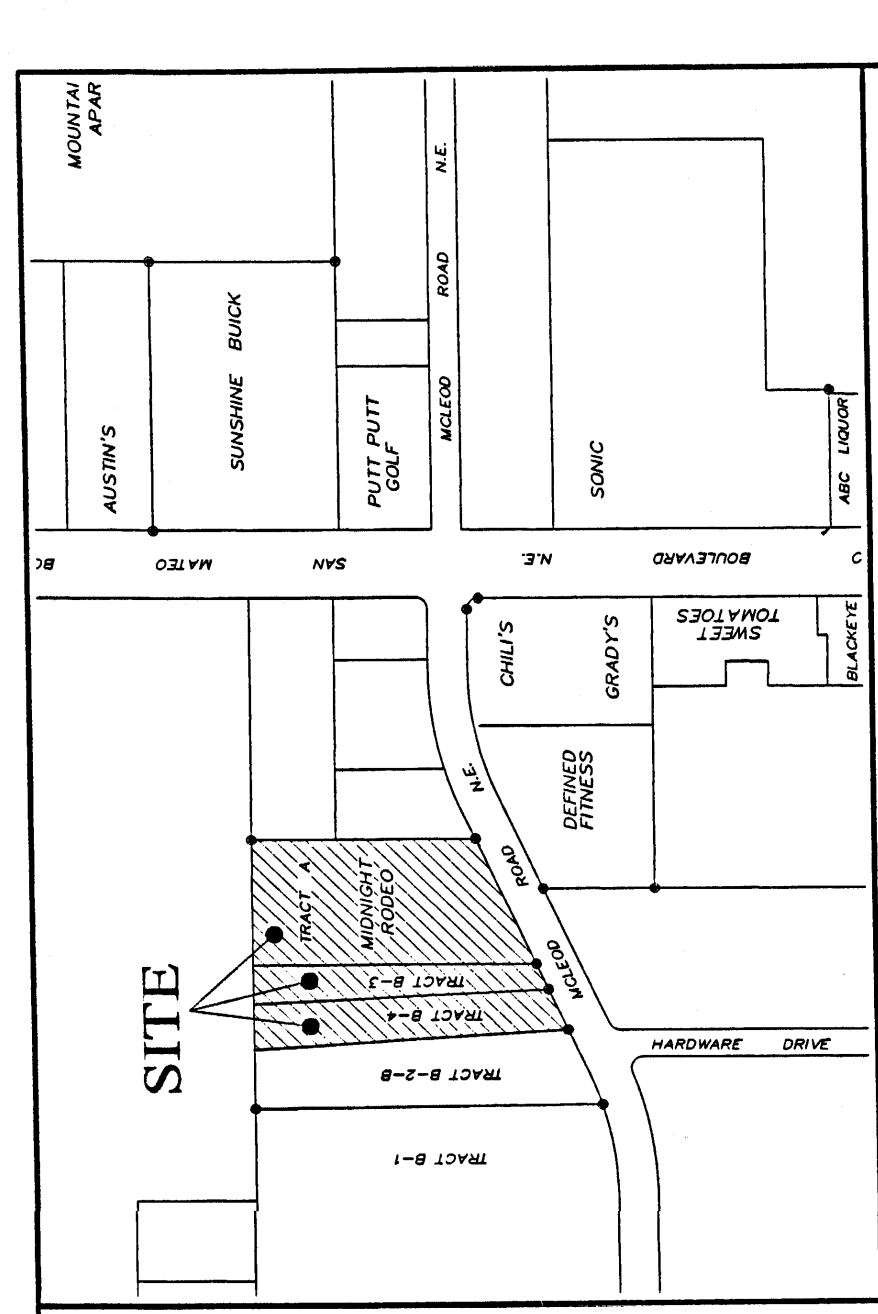 MOUNTAI
APAR
AUSTIN'S
SUNSHINE BUICK
PUTT PUTT
GOLF
MCLEOD ROAD N.E.
SONIC
ABC LIQUOR
SAN MATEO BO
C BOULEVARD N.E.
CHILI'S
GRADY'S
SWEET
TOMATOES
BLACKEYE
DEFINED
FITNESS
MCLEOD ROAD N.E.
TRACT A
MIDNIGHT
RODEO
TRACT B-3
TRACT B-4
SITE
TRACT B-2-B
TRACT B-1
HARDWARE DRIVE